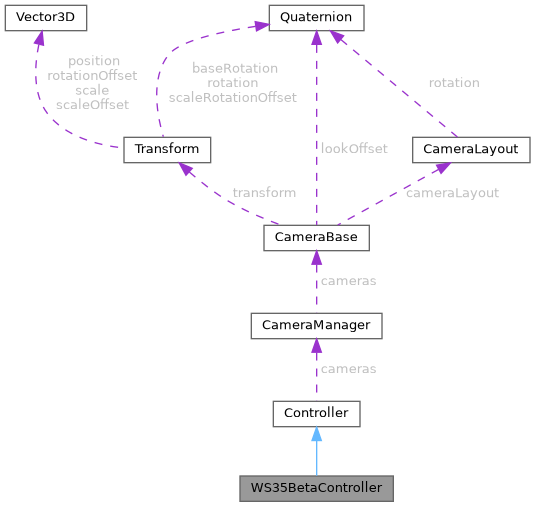 Vector3D
Quaternion
position
rotationOffset
scale
scaleOffset
baseRotation
rotation
scaleRotationOffset
rotation
Transform
lookOffset
CameraLayout
transform
cameraLayout
CameraBase
cameras
CameraManager
cameras
Controller
WS35BetaController